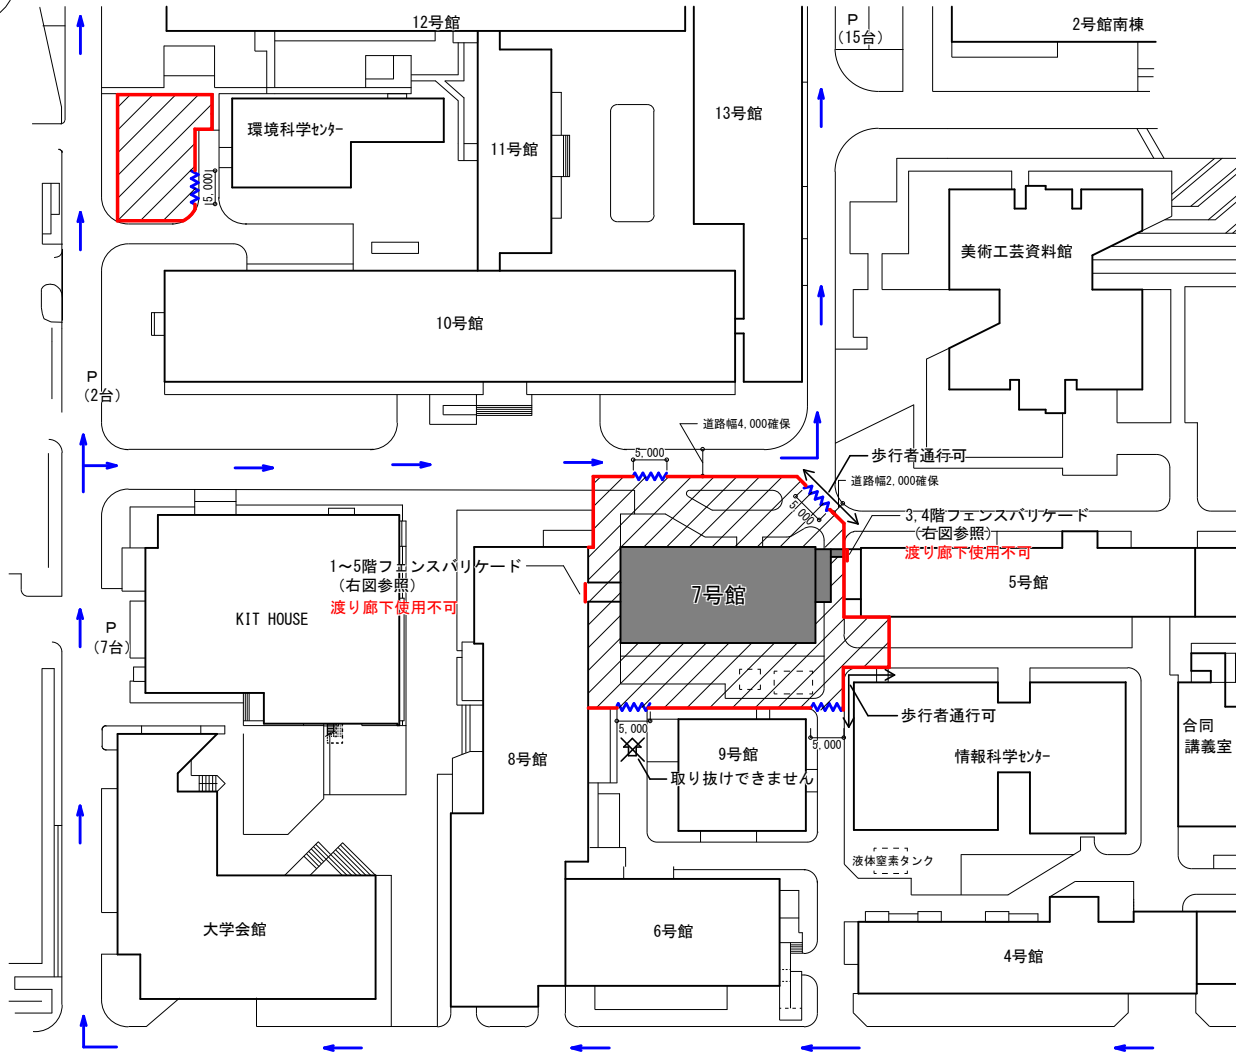 12号館
P
(15台)
2号館南棟
環境科学センター
11号館
13号館
5,000
美術工芸資料館
10号館
P
(2台)
道路幅4,000確保
5,000
歩行者通行可
道路幅2,000確保
5,000
3,4階フェンスバリケード
(右図参照)
渡り廊下使用不可
1~5階フェンスバリケード
(右図参照)
渡り廊下使用不可
7号館
5号館
KIT HOUSE
P
(7台)
歩行者通行可
5,000
5,000
合同
講義室
8号館
9号館
情報科学センター
取り抜けできません
液体窒素タンク
大学会館
6号館
4号館